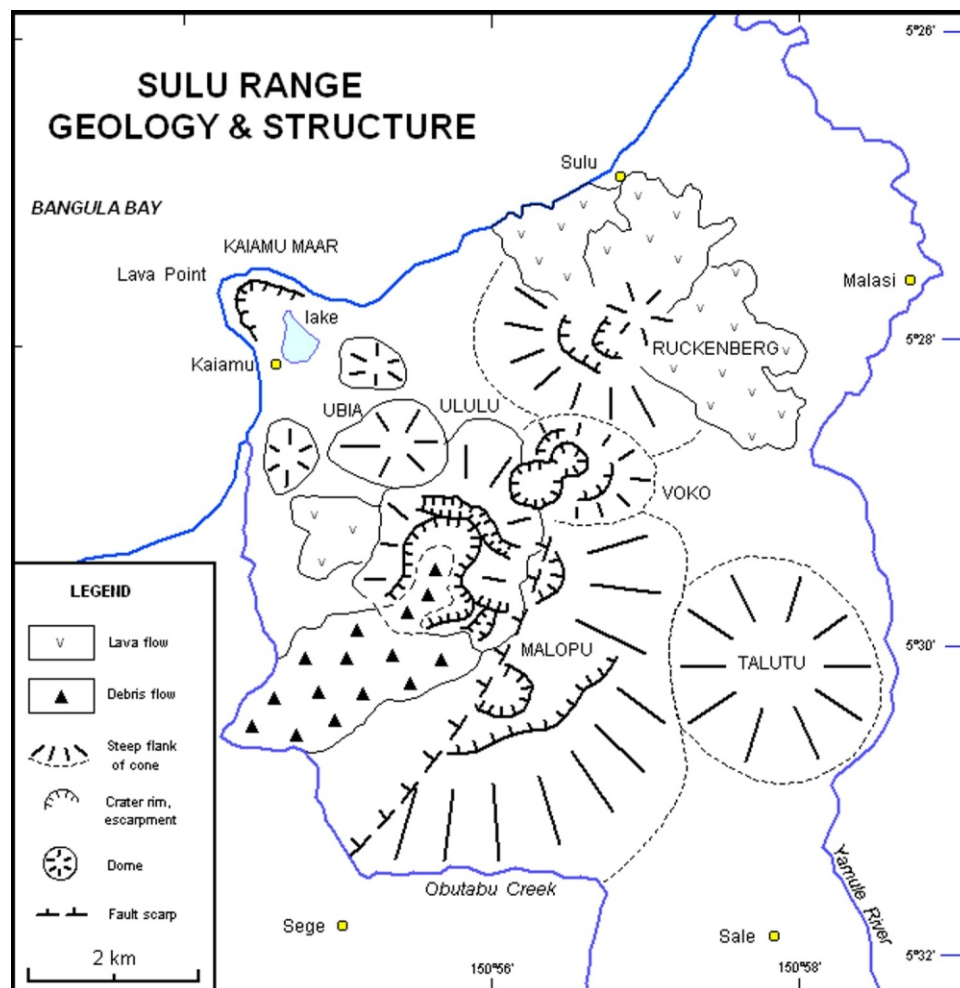 SULU RANGE
GEOLOGY & STRUCTURE
5°26'
Sulu
BANGULA BAY
KAIAMU MAAR
Lava Point
Malasi
lake
5°28'
RUCKENBERG
Kaiamu
UBIA
ULULU
VOKO
LEGEND
v
Lava flow
Debris flow
Steep flank
of cone
Crater rim,
escarpment
Dome
Fault scarp
2 km
MALOPU
5°30'
TALUTU
Obutabu Creek
Yamule River
Sege
Sale
5°32'
150°56'
150°58'